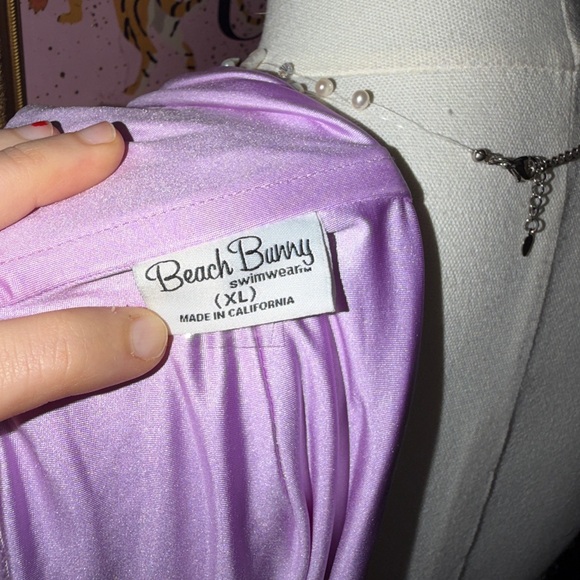 Beach Bunny
swimwear™
(XL)
MADE IN CALIFORNIA